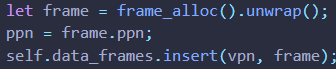 let frame = frame_alloc().unwrap();
ppn = frame.ppn;
self.data_frames.insert(vpn, frame);